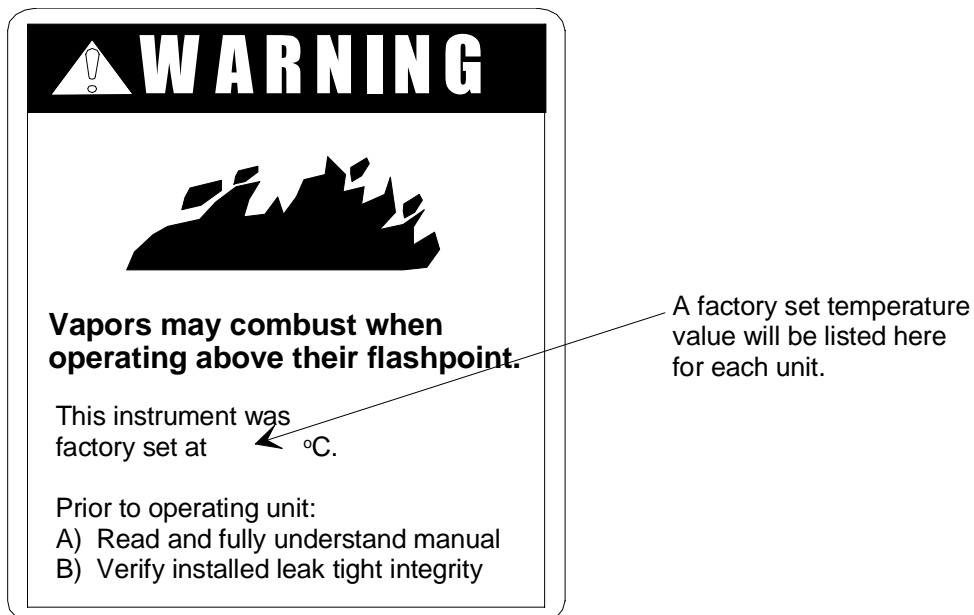 WARNING
Vapors may combust when
operating above their flashpoint.
This instrument was
factory set at °C.
Prior to operating unit:
A) Read and fully understand manual
B) Verify installed leak tight integrity
A factory set temperature
value will be listed here
for each unit.